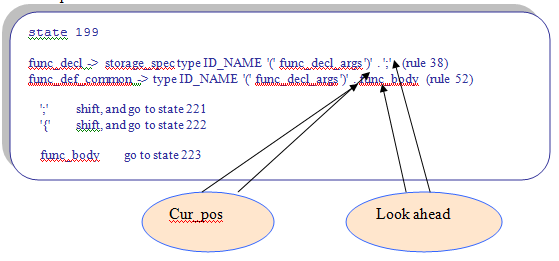 state 199
func_decl -> storage_spec type ID_NAME '(' func_decl_args ')' . ';' (rule 38)
func_def_common -> type ID_NAME '(' func_decl_args ')' . func_body (rule 52)
';' shift, and go to state 221
'{' shift, and go to state 222
func_body go to state 223
Cur_pos Look ahead